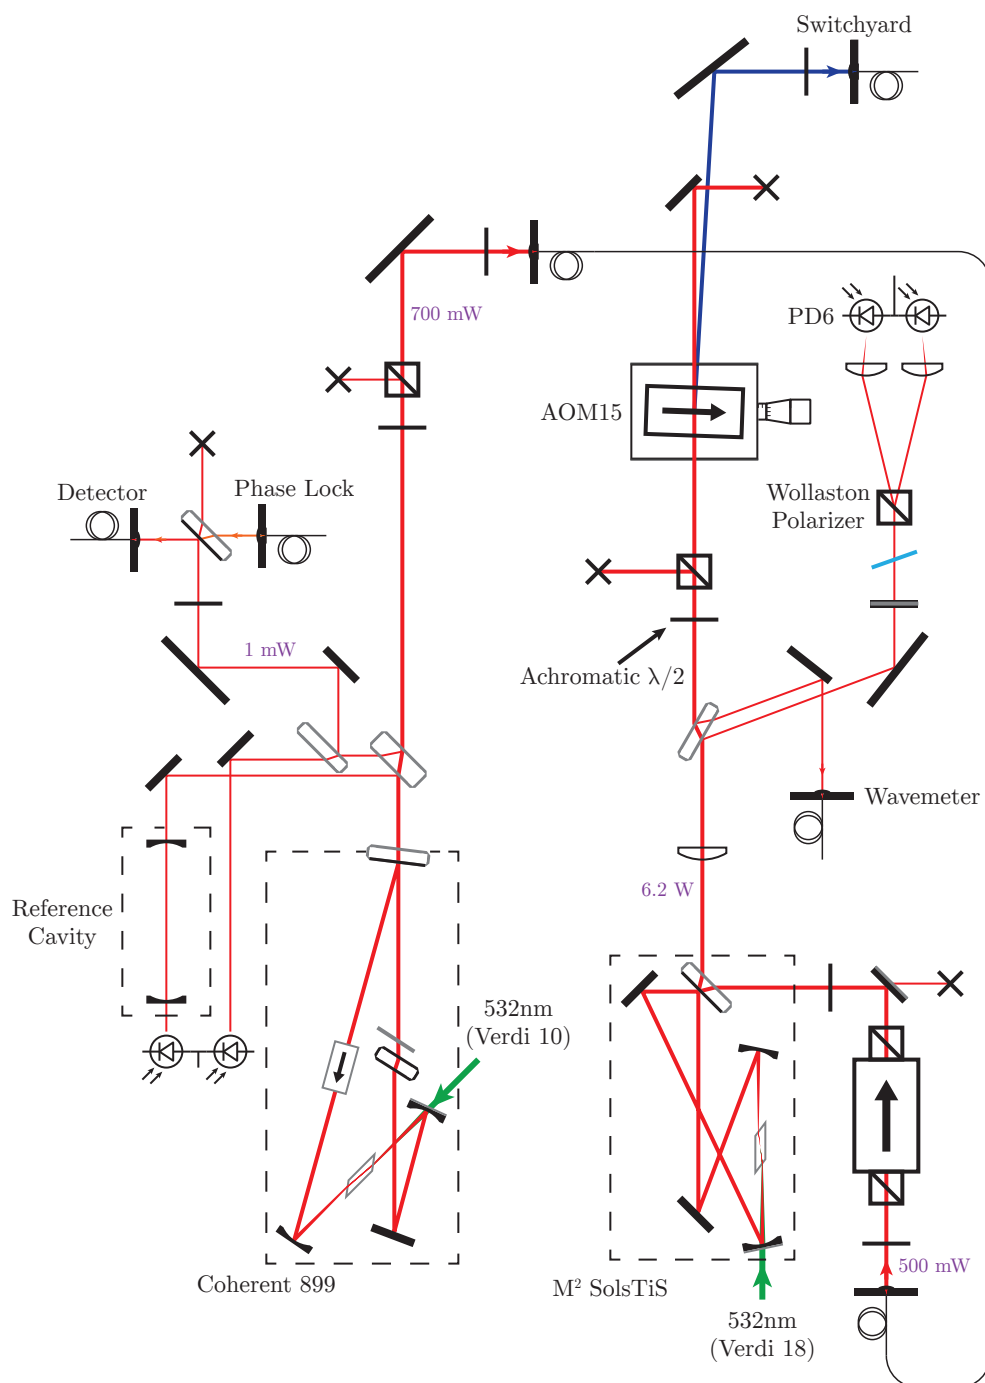 Switchyard
700 mW
PD6
AOM15
Detector
Phase Lock
Wollaston
Polarizer
1 mW
Achromatic λ/2
Wavemeter
6.2 W
Reference
Cavity
532nm
(Verdi 10)
Coherent 899
M² SolsTiS
500 mW
532nm
(Verdi 18)